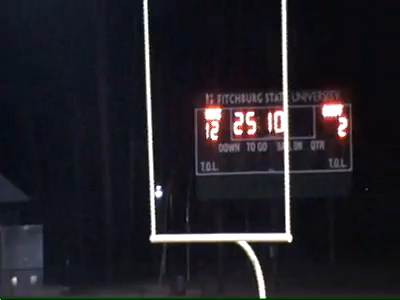 FITCHBURG STATE UNIVERSITY
12 25 10 2
DOWN TO GO BALL ON QTR
T.O.L. T.O.L.